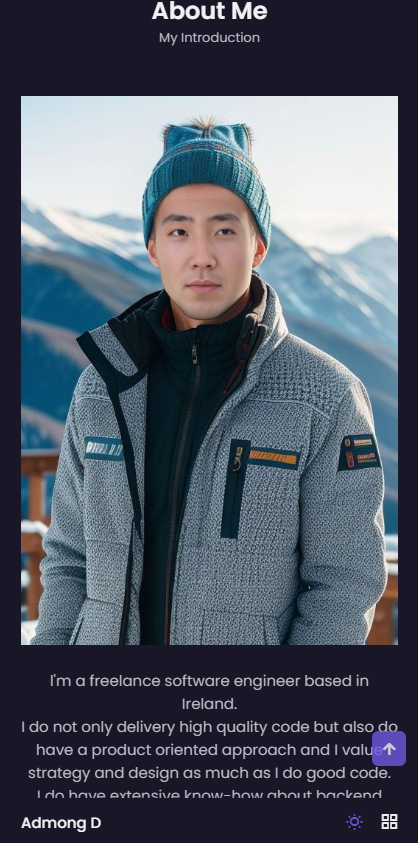 About Me
My Introduction
I'm a freelance software engineer based in
Ireland.
I do not only delivery high quality code but also do
have a product oriented approach and I value
strategy and design as much as I do good code.
I do have extensive know-how about backend
Admong D